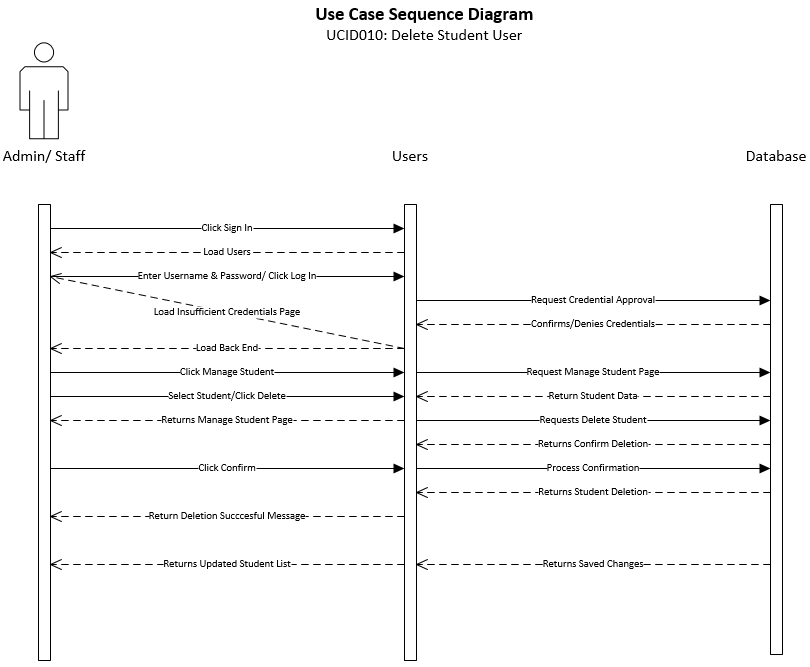 Use Case Sequence Diagram
UCID010: Delete Student User
Admin/ Staff
Users
Database
Click Sign In
Load Users
Enter Username & Password/ Click Log In
Request Credential Approval
Load Insufficient Credentials Page
Confirms/Denies Credentials
Load Back End
Click Manage Student
Request Manage Student Page
Select Student/Click Delete
Return Student Data
Returns Manage Student Page
Requests Delete Student
Returns Confirm Deletion
Click Confirm
Process Confirmation
Returns Student Deletion
Return Deletion Succcesful Message
Returns Updated Student List
Returns Saved Changes